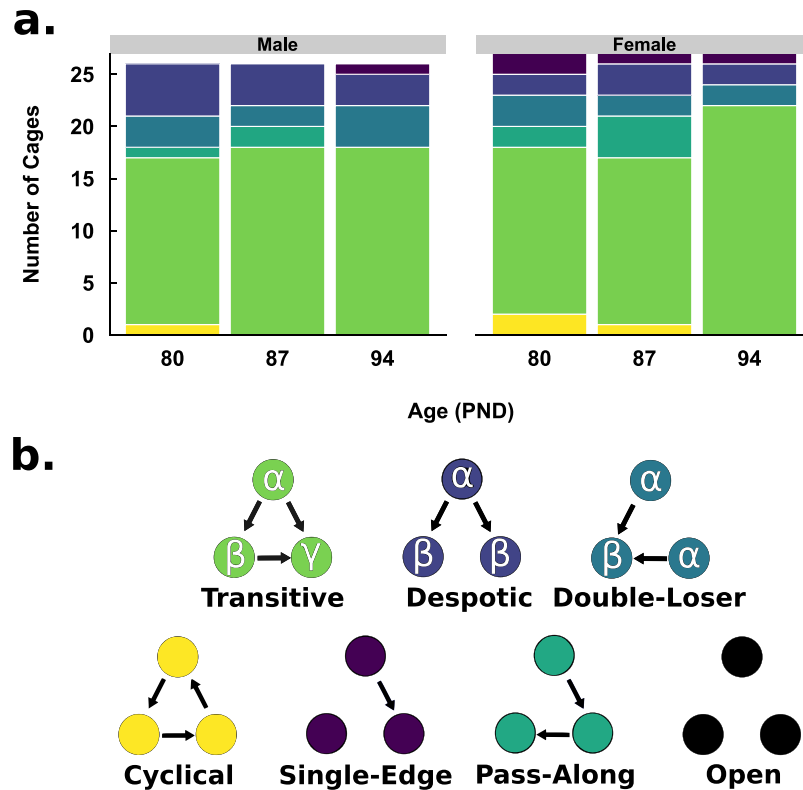 a.
Male Female
25
20
15
10
5
0
Number of Cages
80 87 94 80 87 94
Age (PND)
b.
α α α
β γ β β β α
Transitive Despotic Double-Loser
Cyclical Single-Edge Pass-Along Open